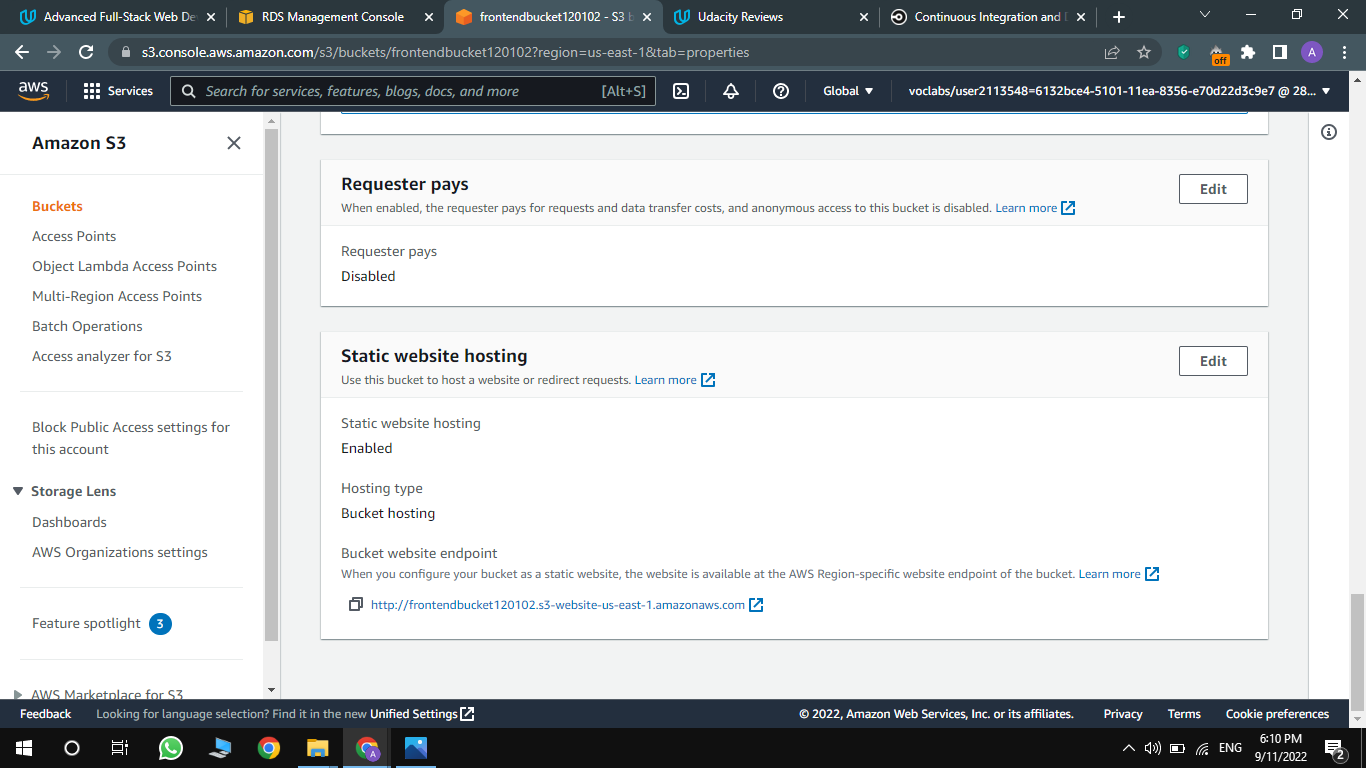 Advanced Full-Stack Web De
RDS Management Console
frontendbucket120102 - S3 b
Udacity Reviews
Continuous Integration and D
s3.console.aws.amazon.com/s3/buckets/frontendbucket120102?region=us-east-1&tab=properties
off
A
aws
Services
Search for services, features, blogs, docs, and more
[Alt+S]
Global
voclabs/user2113548=6132bce4-5101-11ea-8356-e70d22d3c9e7 @ 28...
Amazon S3
Buckets
Access Points
Object Lambda Access Points
Multi-Region Access Points
Batch Operations
Access analyzer for S3
Block Public Access settings for
this account
Storage Lens
Dashboards
AWS Organizations settings
Feature spotlight 3
AWS Marketplace for S3
Requester pays
Edit
When enabled, the requester pays for requests and data transfer costs, and anonymous access to this bucket is disabled. Learn more
Requester pays
Disabled
Static website hosting
Edit
Use this bucket to host a website or redirect requests. Learn more
Static website hosting
Enabled
Hosting type
Bucket hosting
Bucket website endpoint
When you configure your bucket as a static website, the website is available at the AWS Region-specific website endpoint of the bucket. Learn more
http://frontendbucket120102.s3-website-us-east-1.amazonaws.com
Feedback
Looking for language selection? Find it in the new Unified Settings
© 2022, Amazon Web Services, Inc. or its affiliates.
Privacy
Terms
Cookie preferences
A
ENG
6:10 PM
9/11/2022
2